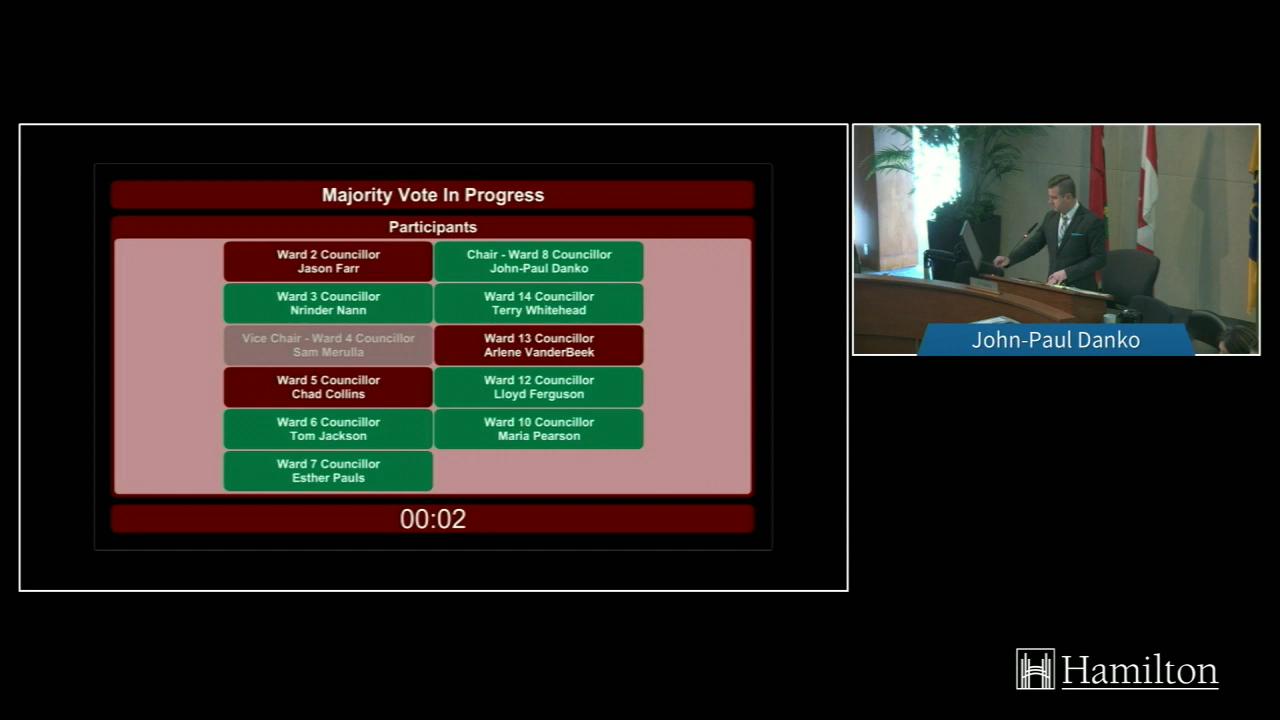 Majority Vote In Progress
Participants
Ward 2 Councillor
Jason Farr
Chair - Ward 8 Councillor
John-Paul Danko
Ward 3 Councillor
Nrinder Nann
Ward 14 Councillor
Terry Whitehead
Vice Chair - Ward 4 Councillor
Sam Merulla
Ward 13 Councillor
Arlene VanderBeek
Ward 5 Councillor
Chad Collins
Ward 12 Councillor
Lloyd Ferguson
Ward 6 Councillor
Tom Jackson
Ward 10 Councillor
Maria Pearson
Ward 7 Councillor
Esther Pauls
00:02
John-Paul Danko
Hamilton